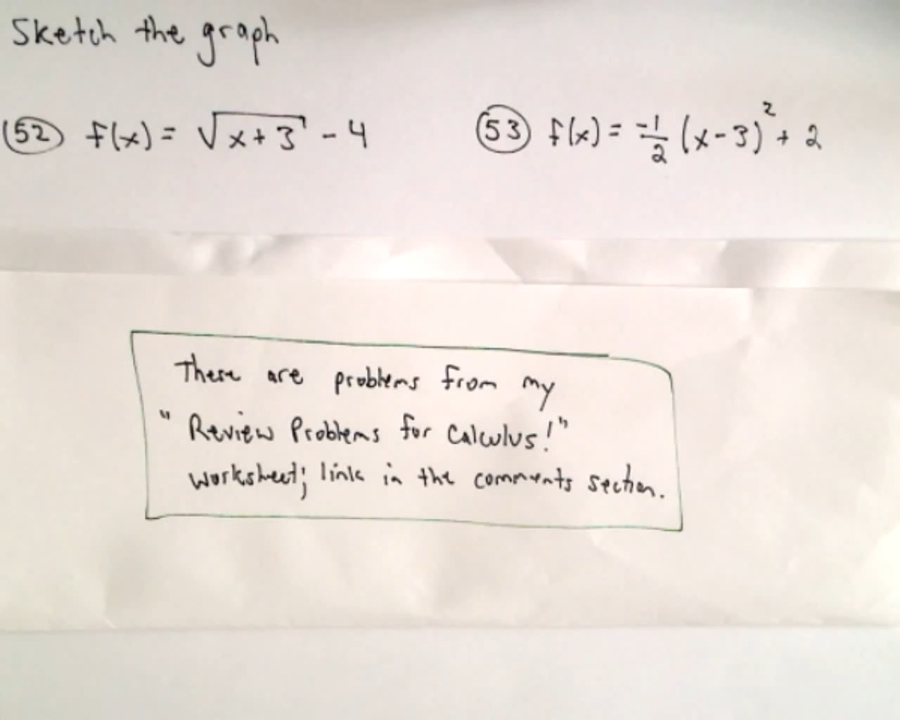 Sketch the graph
(52) f(x) = √(x+3) - 4
(53) f(x) = -1/2 (x-3)² + 2
These are problems from my
"Review Problems for Calculus!"
worksheet; link in the comments section.